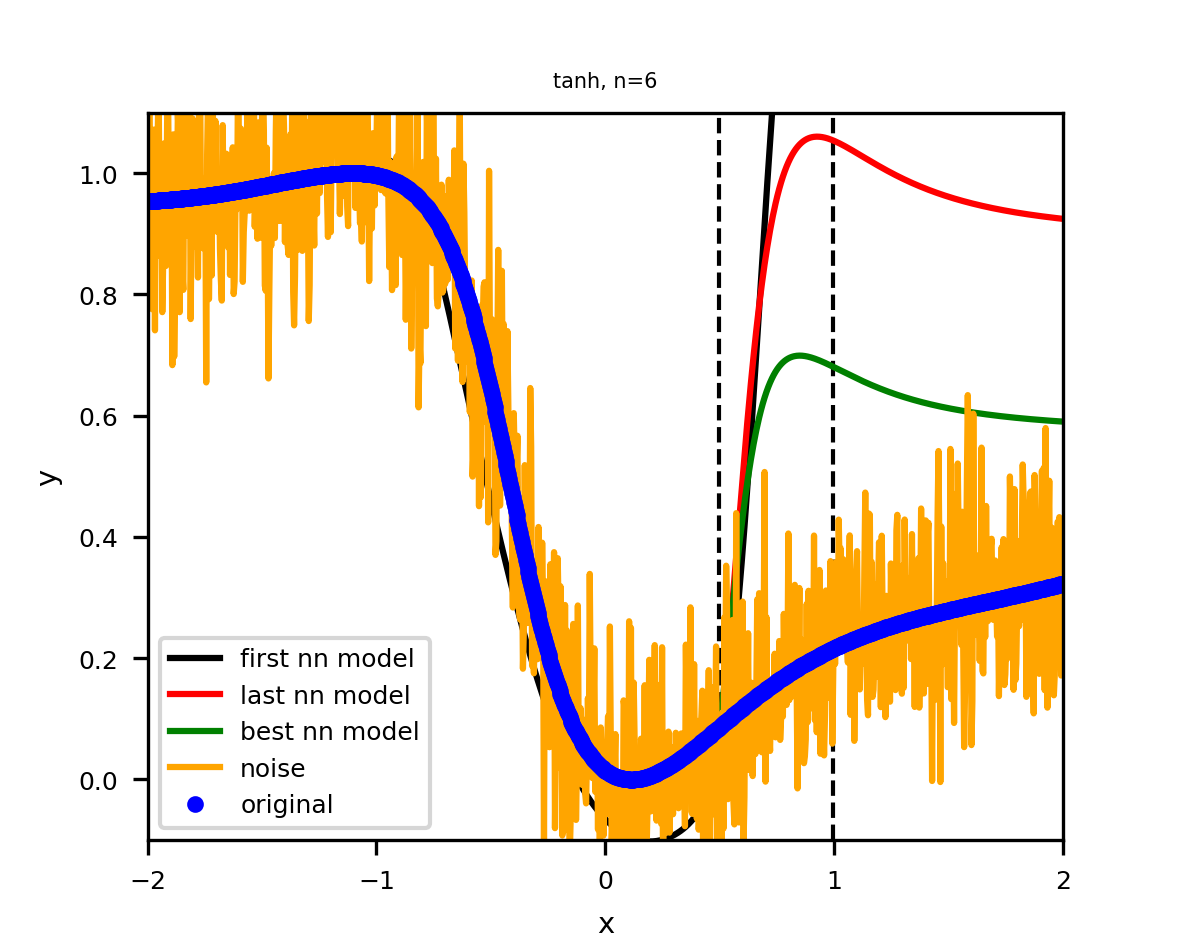 tanh, n=6
1.0
0.8
0.6
0.4
0.2
0.0
y
first nn model
last nn model
best nn model
noise
original
−2
−1
0
1
2
x